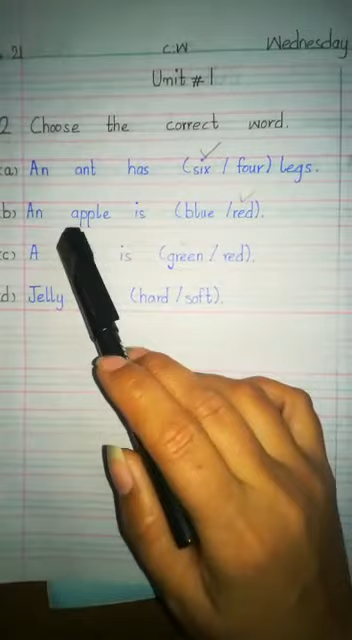 21 C.W Wednesday
Unit # 1
2 Choose the correct word.
(a) An ant has (six / four) legs.
b) An apple is (blue / red).
(c) A is (green / red).
d) Jelly (hard / soft).